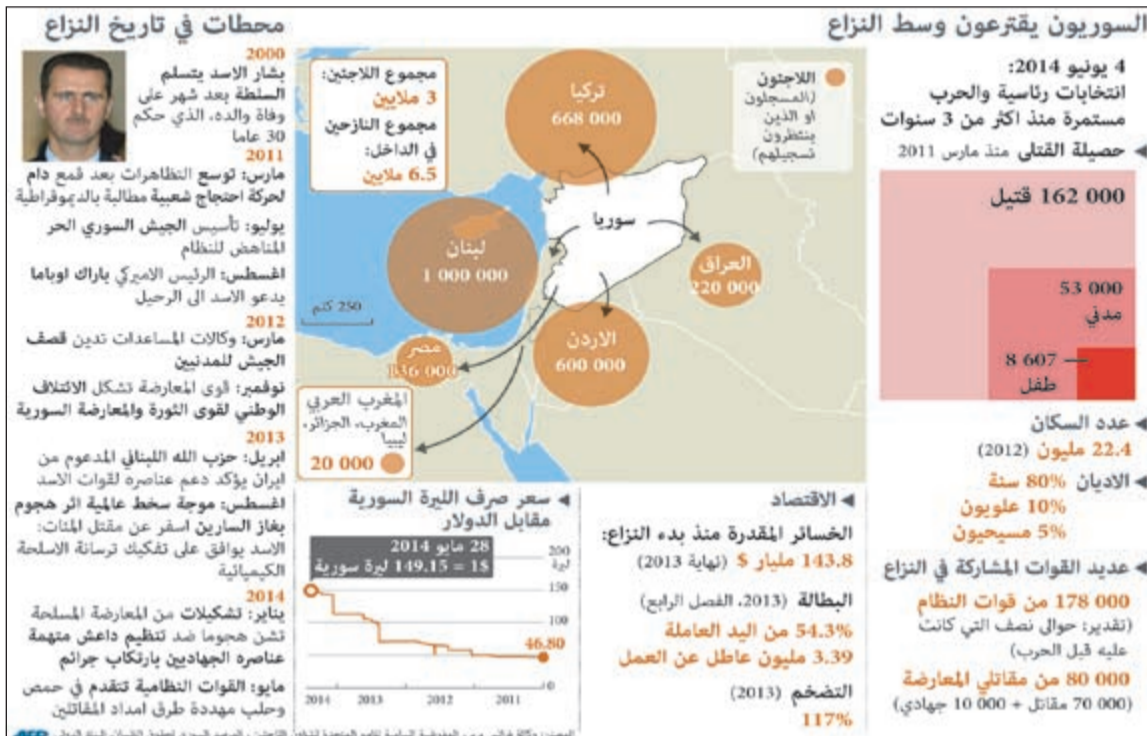 السوريون يقترعون وسط النزاع
4 يونيو 2014:
انتخابات رئاسية والحرب
مستمرة منذ اكثر من 3 سنوات
حصيلة القتلى منذ مارس 2011
162 000 قتيل
53 000
مدني
8 607
طفل
عدد السكان
22.4 مليون (2012)
الاديان 80% سنة
10% علويون
5% مسيحيون
عديد القوات المشاركة في النزاع
178 000 من قوات النظام
(تقدير: حوالى نصف التي كانت
عليه قبل الحرب)
80 000 من مقاتلي المعارضة
(70 000 مقاتل + 10 000 جهادي)
اللاجئون
(المسجلون
او الذين
ينتظرون
تسجيلهم)
تركيا
668 000
مجموع اللاجئين:
3 ملايين
مجموع النازحين
في الداخل:
6.5 ملايين
سوريا
لبنان
1 000 000
العراق
220 000
250 كلم
الاردن
600 000
مصر
136 000
المغرب العربي
المغرب، الجزائر،
ليبيا
20 000
الاقتصاد
الخسائر المقدرة منذ بدء النزاع:
143.8 مليار $ (نهاية 2013)
البطالة (2013، الفصل الرابع)
54.3% من اليد العاملة
3.39 مليون عاطل عن العمل
التضخم (2013)
117%
سعر صرف الليرة السورية
مقابل الدولار
28 مايو 2014
1$ = 149.15 ليرة سورية
200
ليرة
150
100
50
0
46.80
2011
2012
2013
2014
محطات في تاريخ النزاع
2000
بشار الاسد يتسلم
السلطة بعد شهر على
وفاة والده، الذي حكم
30 عاما
2011
مارس: توسع التظاهرات بعد قمع دام
لحركة احتجاج شعبية مطالبة بالديموقراطية
يوليو: تأسيس الجيش السوري الحر
المناهض للنظام
اغسطس: الرئيس الاميركي باراك اوباما
يدعو الاسد الى الرحيل
2012
مارس: وكالات المساعدات تدين قصف
الجيش للمدنيين
نوفمبر: قوى المعارضة تشكل الائتلاف
الوطني لقوى الثورة والمعارضة السورية
2013
ابريل: حزب الله اللبناني المدعوم من
ايران يؤكد دعم عناصره لقوات الاسد
اغسطس: موجة سخط عالمية اثر هجوم
بغاز السارين اسفر عن مقتل المئات:
الاسد يوافق على تفكيك ترسانة الاسلحة
الكيميائية
2014
يناير: تشكيلات من المعارضة المسلحة
تشن هجوما ضد تنظيم داعش متهمة
عناصره الجهاديين بارتكاب جرائم
مايو: القوات النظامية تتقدم في حمص
وحلب مهددة طرق امداد المقاتلين
AFP